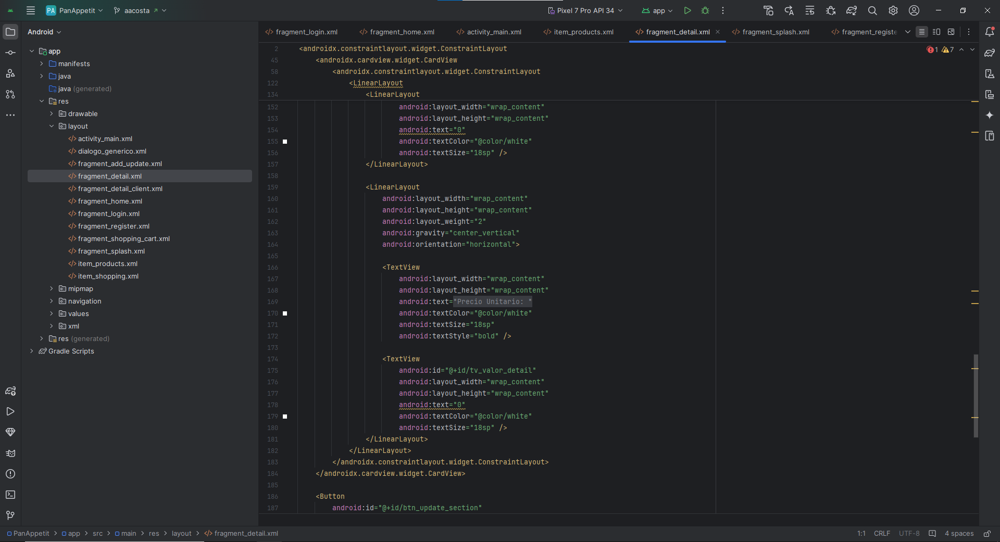 PA PanAppetit aacosta Pixel 7 Pro API 34 app
Android
fragment_login.xml fragment_home.xml activity_main.xml item_products.xml fragment_detail.xml fragment_splash.xml fragment_registe
app
manifests
java
java (generated)
res
drawable
layout
activity_main.xml
dialogo_generico.xml
fragment_add_update.xml
fragment_detail.xml
fragment_detail_client.xml
fragment_home.xml
fragment_login.xml
fragment_register.xml
fragment_shopping_cart.xml
fragment_splash.xml
item_products.xml
item_shopping.xml
mipmap
navigation
values
xml
res (generated)
Gradle Scripts
1 7
2 <androidx.constraintlayout.widget.ConstraintLayout
45 <androidx.cardview.widget.CardView
58 <androidx.constraintlayout.widget.ConstraintLayout
122 <LinearLayout
134 <LinearLayout
152 android:layout_width="wrap_content"
153 android:layout_height="wrap_content"
154 android:text="0"
155 android:textColor="@color/white"
156 android:textSize="18sp" />
157 </LinearLayout>
158
159 <LinearLayout
160 android:layout_width="wrap_content"
161 android:layout_height="wrap_content"
162 android:layout_weight="2"
163 android:gravity="center_vertical"
164 android:orientation="horizontal">
165
166 <TextView
167 android:layout_width="wrap_content"
168 android:layout_height="wrap_content"
169 android:text="Precio Unitario: "
170 android:textColor="@color/white"
171 android:textSize="18sp"
172 android:textStyle="bold" />
173
174 <TextView
175 android:id="@+id/tv_valor_detail"
176 android:layout_width="wrap_content"
177 android:layout_height="wrap_content"
178 android:text="0"
179 android:textColor="@color/white"
180 android:textSize="18sp" />
181 </LinearLayout>
182 </LinearLayout>
183 </androidx.constraintlayout.widget.ConstraintLayout>
184 </androidx.cardview.widget.CardView>
185
186 <Button
187 android:id="@+id/btn_update_section"
PanAppetit > app > src > main > res > layout > fragment_detail.xml 1:1 CRLF UTF-8 4 spaces